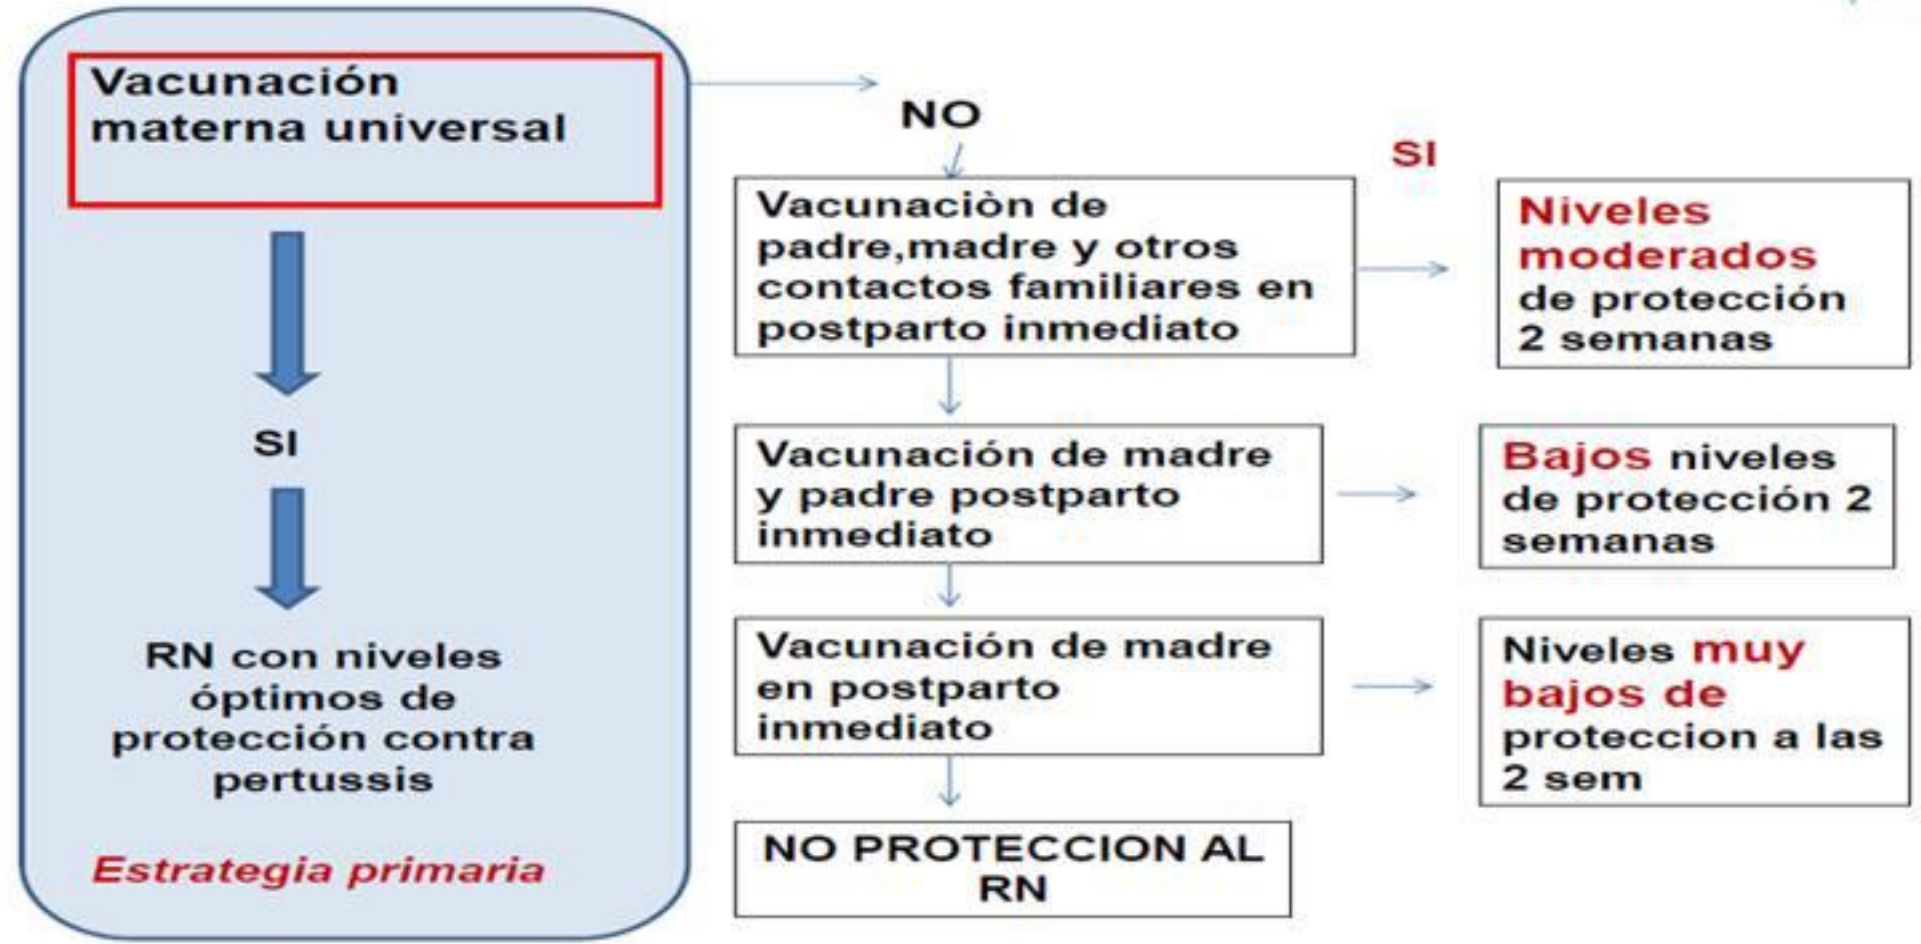 Vacunación
materna universal
SI
RN con niveles
óptimos de
protección contra
pertussis
Estrategia primaria
NO
Vacunaciòn de
padre,madre y otros
contactos familiares en
postparto inmediato
SI
Niveles
moderados
de protección
2 semanas
Vacunación de madre
y padre postparto
inmediato
Bajos niveles
de protección 2
semanas
Vacunación de madre
en postparto
inmediato
Niveles muy
bajos de
proteccion a las
2 sem
NO PROTECCION AL
RN